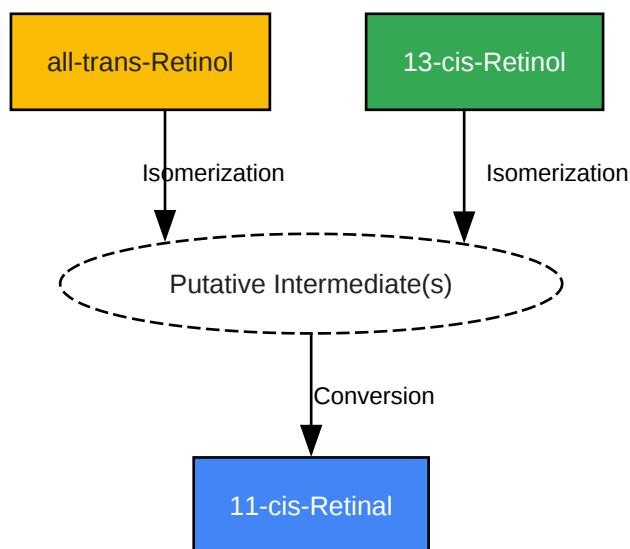 all-trans-Retinol
13-cis-Retinol
Isomerization
Isomerization
Putative Intermediate(s)
Conversion
11-cis-Retinal